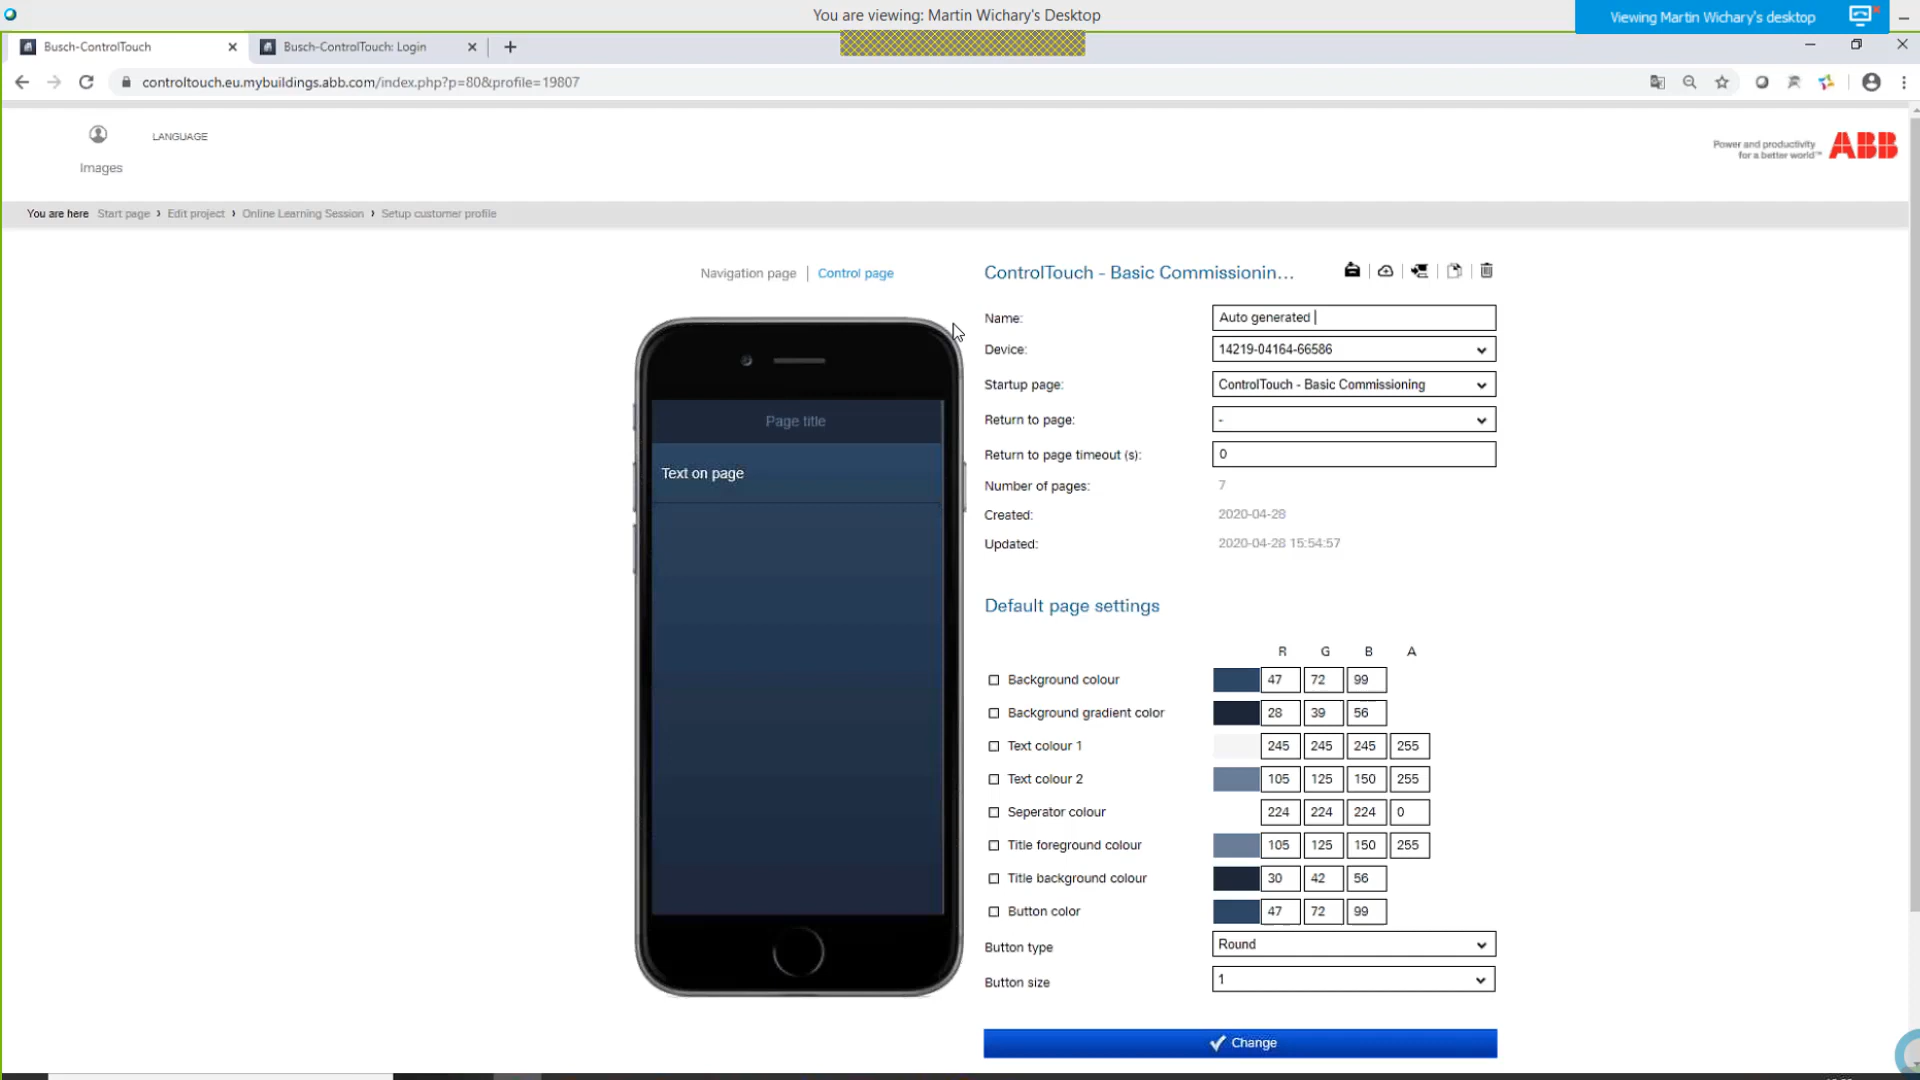 You are viewing: Martin Wichary's Desktop
Viewing Martin Wichary's desktop
Busch-ControlTouch
Busch-ControlTouch: Login
controltouch.eu.mybuildings.abb.com/index.php?p=80&profile=19807
LANGUAGE
Images
Power and productivity
for a better world™
ABB
You are here Start page › Edit project › Online Learning Session › Setup customer profile
Navigation page | Control page
Page title
Text on page
ControlTouch - Basic Commissionin...
Name: Auto generated
Device: 14219-04164-66586
Startup page: ControlTouch - Basic Commissioning
Return to page: -
Return to page timeout (s): 0
Number of pages: 7
Created: 2020-04-28
Updated: 2020-04-28 15:54:57
Default page settings
R G B A
Background colour 47 72 99
Background gradient color 28 39 56
Text colour 1 245 245 245 255
Text colour 2 105 125 150 255
Seperator colour 224 224 224 0
Title foreground colour 105 125 150 255
Title background colour 30 42 56
Button color 47 72 99
Button type Round
Button size 1
Change